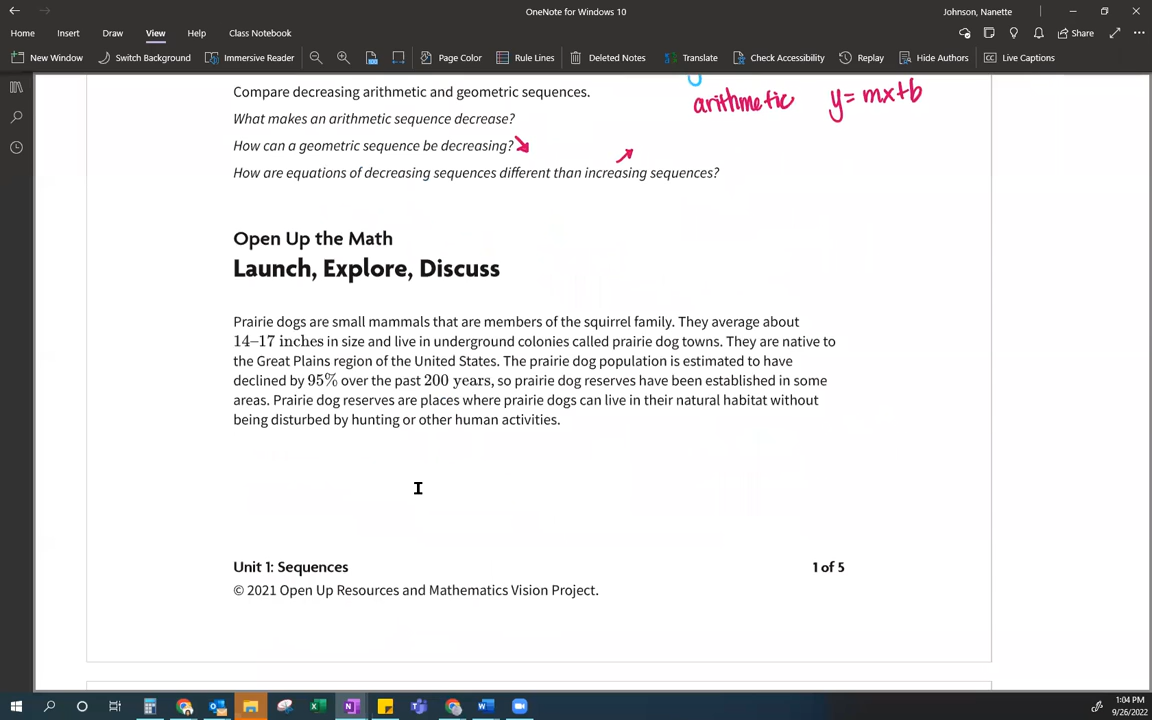 OneNote for Windows 10
Johnson, Nanette
Home Insert Draw View Help Class Notebook
Share
New Window Switch Background Immersive Reader Page Color Rule Lines Deleted Notes Translate Check Accessibility Replay Hide Authors Live Captions
Compare decreasing arithmetic and geometric sequences.
arithmetic y = mx+b
What makes an arithmetic sequence decrease?
How can a geometric sequence be decreasing?
How are equations of decreasing sequences different than increasing sequences?
Open Up the Math
Launch, Explore, Discuss
Prairie dogs are small mammals that are members of the squirrel family. They average about
14–17 inches in size and live in underground colonies called prairie dog towns. They are native to
the Great Plains region of the United States. The prairie dog population is estimated to have
declined by 95% over the past 200 years, so prairie dog reserves have been established in some
areas. Prairie dog reserves are places where prairie dogs can live in their natural habitat without
being disturbed by hunting or other human activities.
Unit 1: Sequences 1 of 5
© 2021 Open Up Resources and Mathematics Vision Project.
1:04 PM
9/26/2022